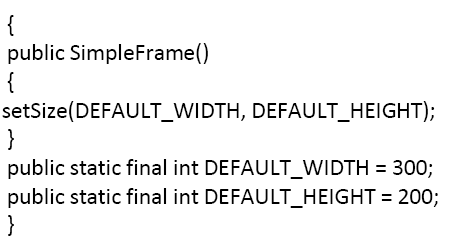 {
public SimpleFrame()
{
setSize(DEFAULT_WIDTH, DEFAULT_HEIGHT);
}
public static final int DEFAULT_WIDTH = 300;
public static final int DEFAULT_HEIGHT = 200;
}